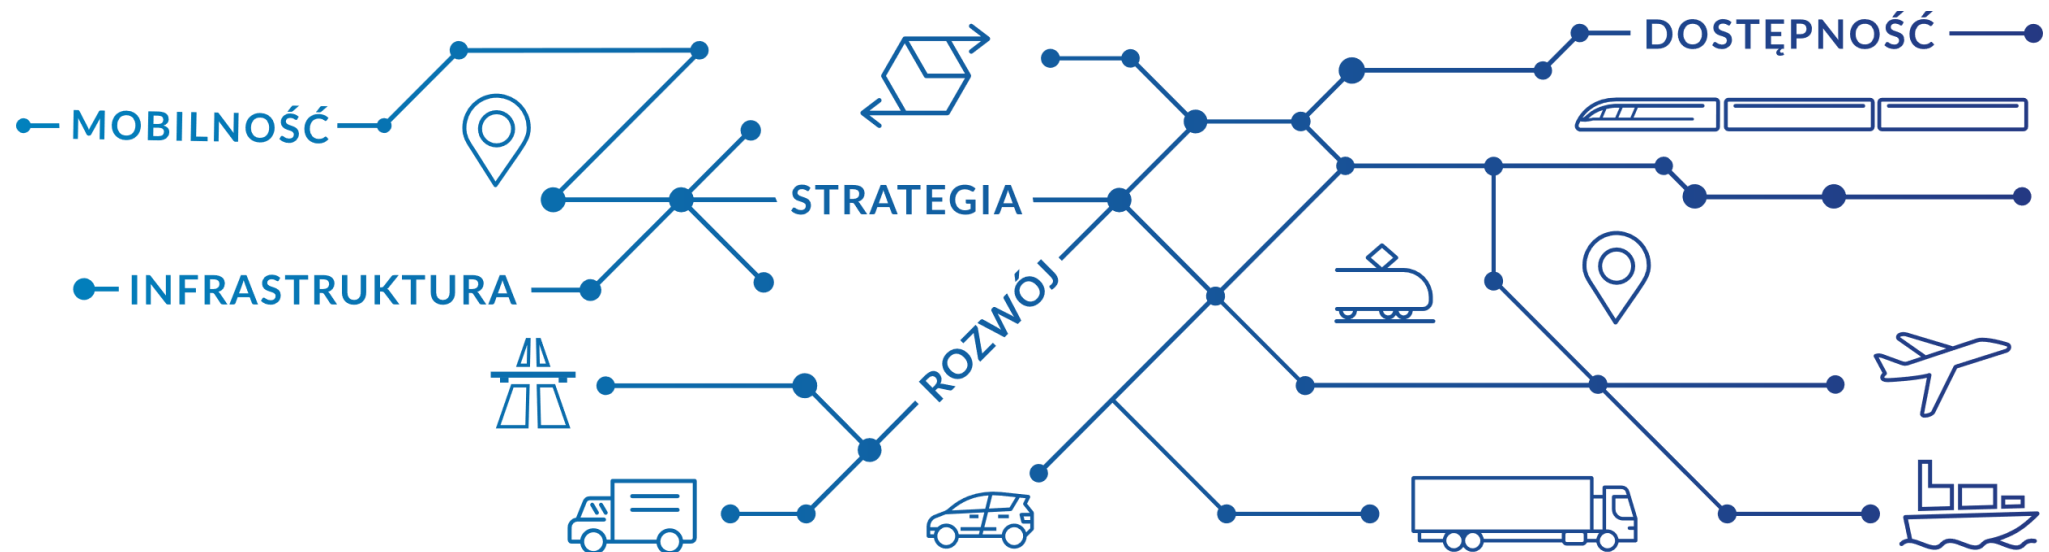 DOSTĘPNOŚĆ
MOBILNOŚĆ
STRATEGIA
INFRASTRUKTURA
ROZWÓJ